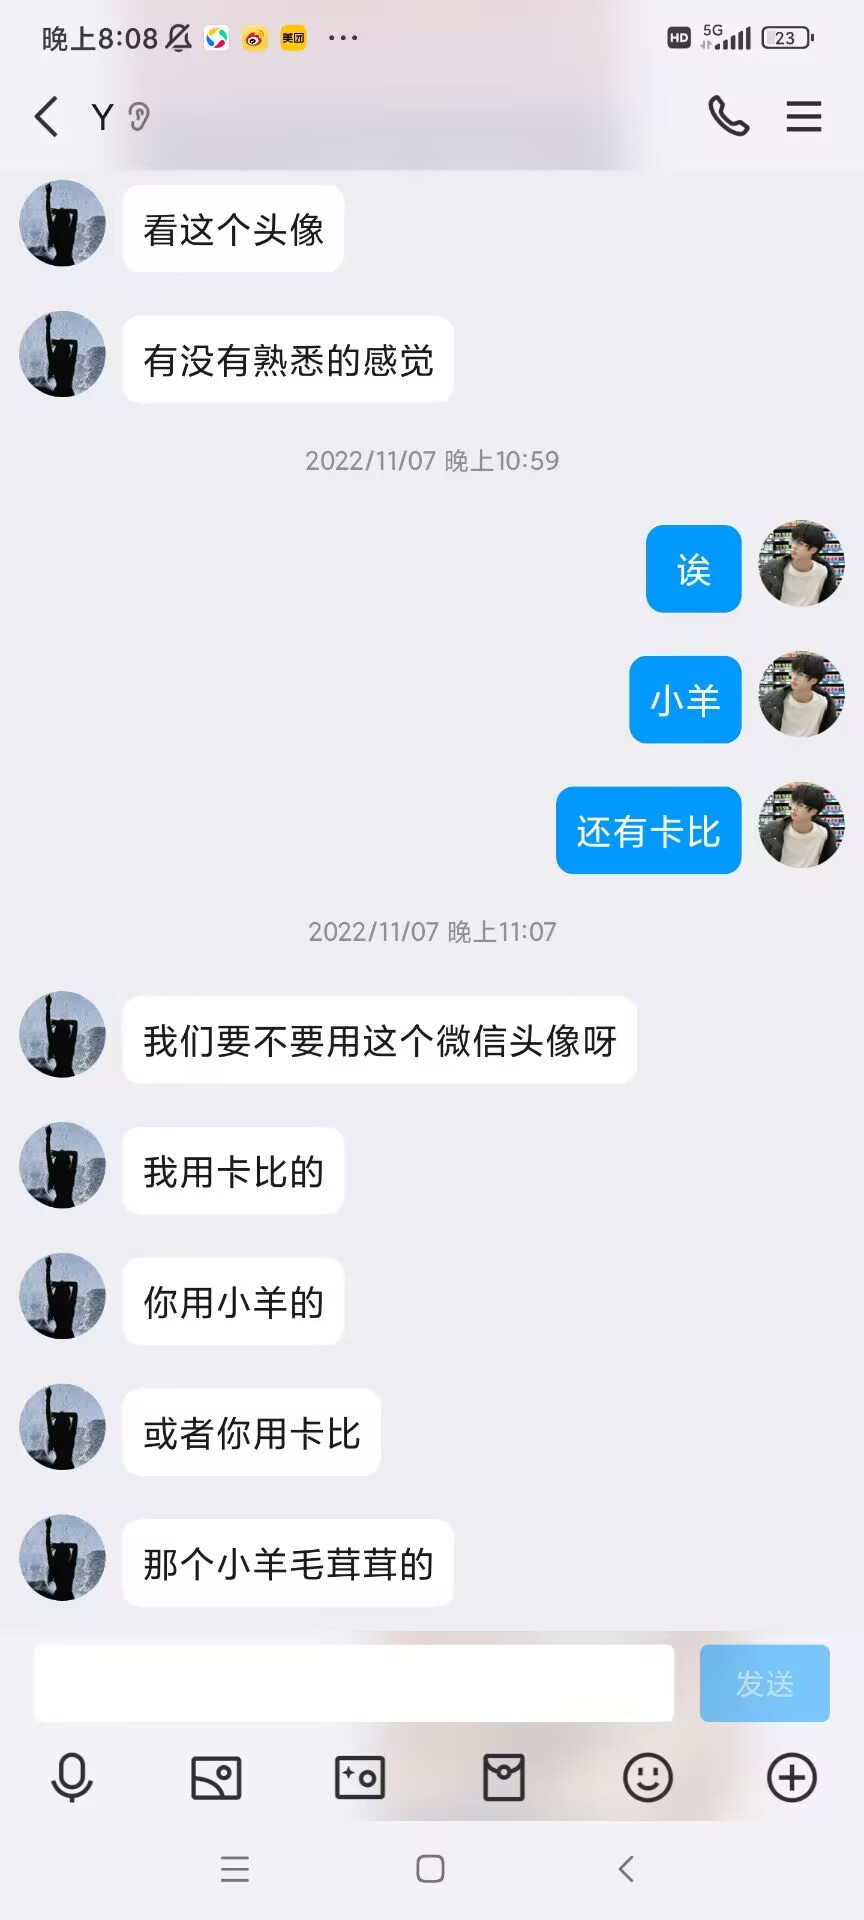 晚上8:08
美团
HD
5G
23
Y
看这个头像
有没有熟悉的感觉
2022/11/07 晚上10:59
诶
小羊
还有卡比
2022/11/07 晚上11:07
我们要不要用这个微信头像呀
我用卡比的
你用小羊的
或者你用卡比
那个小羊毛茸茸的
发送